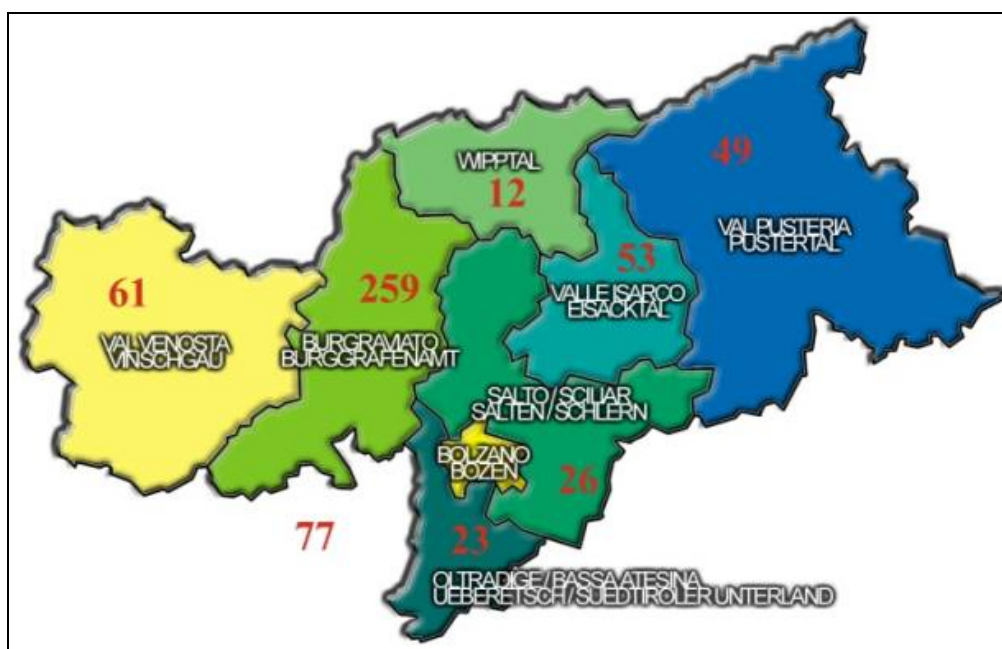 WIPPTAL
12
49
VAL PUSTERIA
PUSTERTAL
53
VALLE ISARCO
EISACKTAL
61
VAL VENOSTA
VINSCHGAU
259
BURGRAVIATO
BURGGRAFENAMT
SALTO / SCILIAR
SALTEN / SCHLERN
BOLZANO
BOZEN
26
77
23
OLTRADIGE / BASSA ATESINA
UEBERETSCH / SUEDTIROLER UNTERLAND